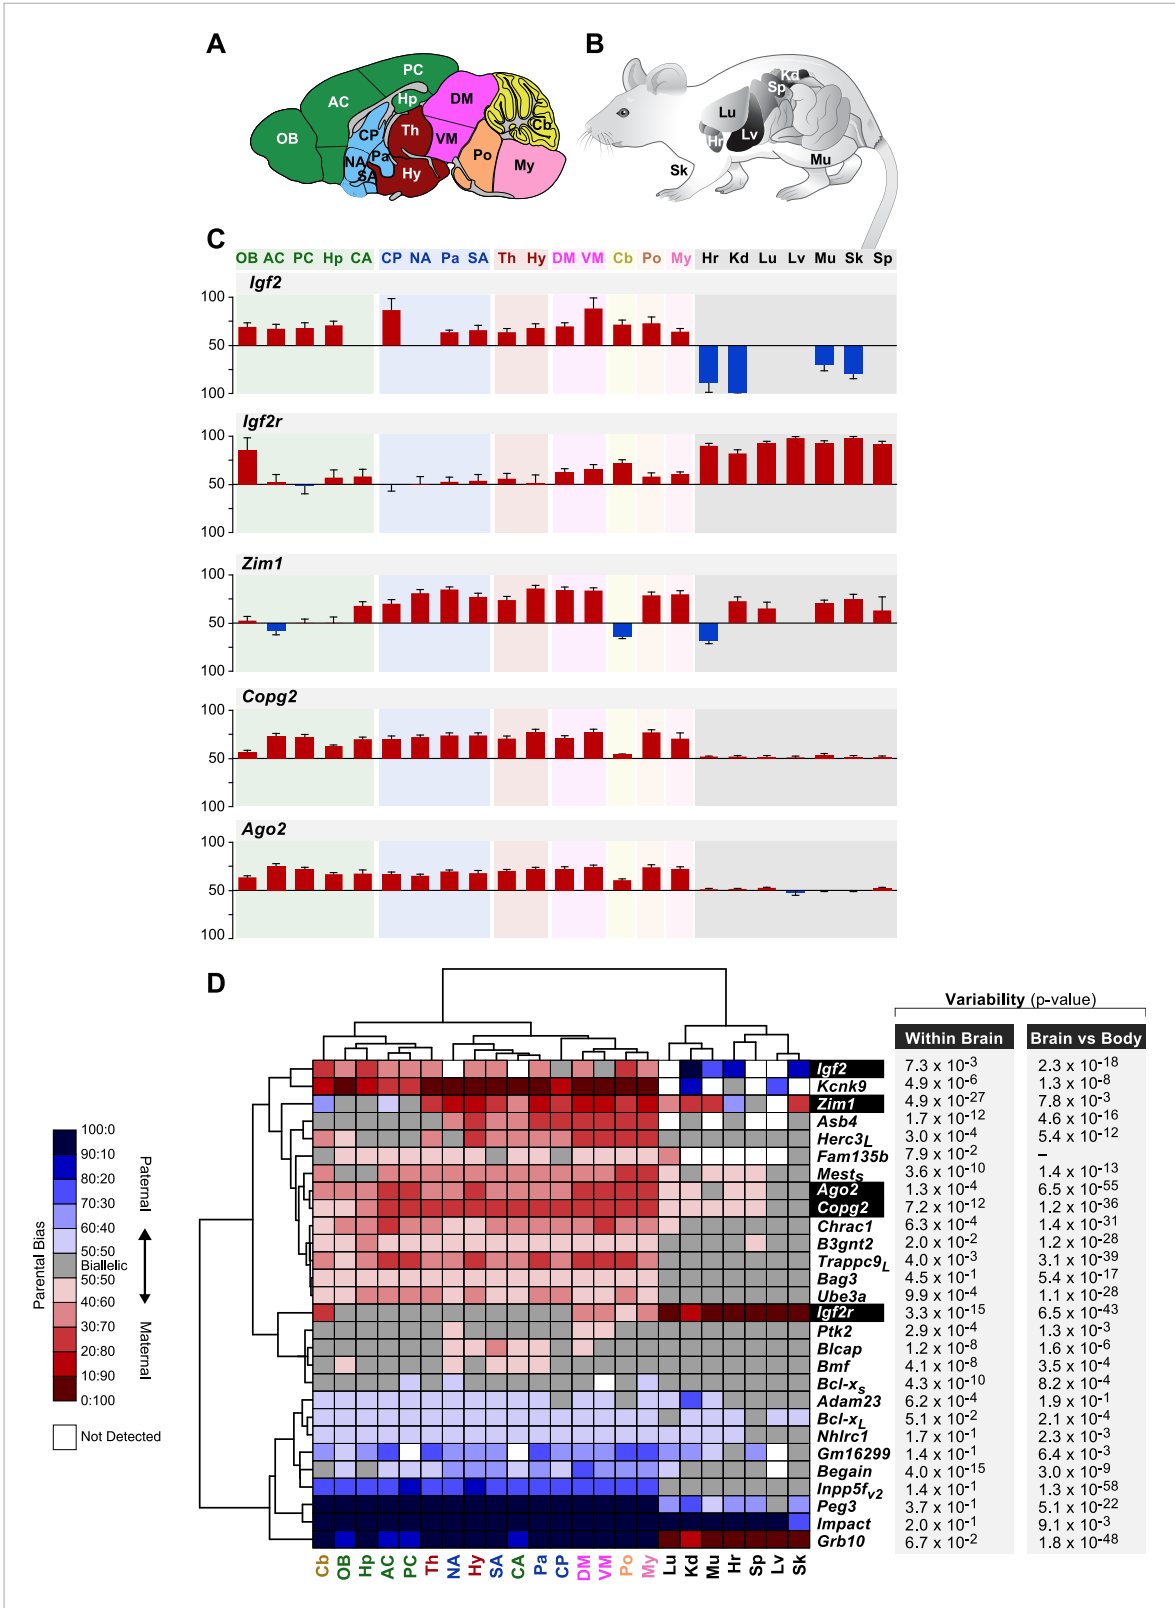 A
B
PC
AC
OB
Hp
DM
CP
Th
Cb
VM
NA
Pa
SA
Hy
Po
My
Kd
Sp
Lu
Hr
Lv
Sk
Mu
C
OB AC PC Hp CA CP NA Pa SA Th Hy DM VM Cb Po My Hr Kd Lu Lv Mu Sk Sp
Igf2
100
50
100
Igf2r
100
50
100
Zim1
100
50
100
Copg2
100
50
100
Ago2
100
50
100
D
Variability (p-value)
Within Brain Brain vs Body
Igf2 7.3 x 10-3 2.3 x 10-18
Kcnk9 4.9 x 10-6 1.3 x 10-8
Zim1 4.9 x 10-27 7.8 x 10-3
Asb4 1.7 x 10-12 4.6 x 10-16
Herc3L 3.0 x 10-4 5.4 x 10-12
Fam135b 7.9 x 10-2 –
Mests 3.6 x 10-10 1.4 x 10-13
Ago2 1.3 x 10-4 6.5 x 10-55
Copg2 7.2 x 10-12 1.2 x 10-36
Chrac1 6.3 x 10-4 1.4 x 10-31
B3gnt2 2.0 x 10-2 1.2 x 10-28
Trappc9L 4.0 x 10-3 3.1 x 10-39
Bag3 4.5 x 10-1 5.4 x 10-17
Ube3a 9.9 x 10-4 1.1 x 10-28
Igf2r 3.3 x 10-15 6.5 x 10-43
Ptk2 2.9 x 10-4 1.3 x 10-3
Blcap 1.2 x 10-8 1.6 x 10-6
Bmf 4.1 x 10-8 3.5 x 10-4
Bcl-xs 4.3 x 10-10 8.2 x 10-4
Adam23 6.2 x 10-4 1.9 x 10-1
Bcl-xL 5.1 x 10-2 2.1 x 10-4
Nhlrc1 1.7 x 10-1 2.3 x 10-3
Gm16299 1.4 x 10-1 6.4 x 10-3
Begain 4.0 x 10-15 3.0 x 10-9
Inpp5fv2 1.4 x 10-1 1.3 x 10-58
Peg3 3.7 x 10-1 5.1 x 10-22
Impact 2.0 x 10-1 9.1 x 10-3
Grb10 6.7 x 10-2 1.8 x 10-48
Cb OB Hp AC PC Th NA Hy SA CA Pa CP DM VM Po My Lu Kd Mu Hr Sp Lv Sk
Parental Bias
100:0
90:10
80:20
70:30
60:40
50:50
Biallelic
50:50
40:60
30:70
20:80
10:90
0:100
Paternal
Maternal
Not Detected